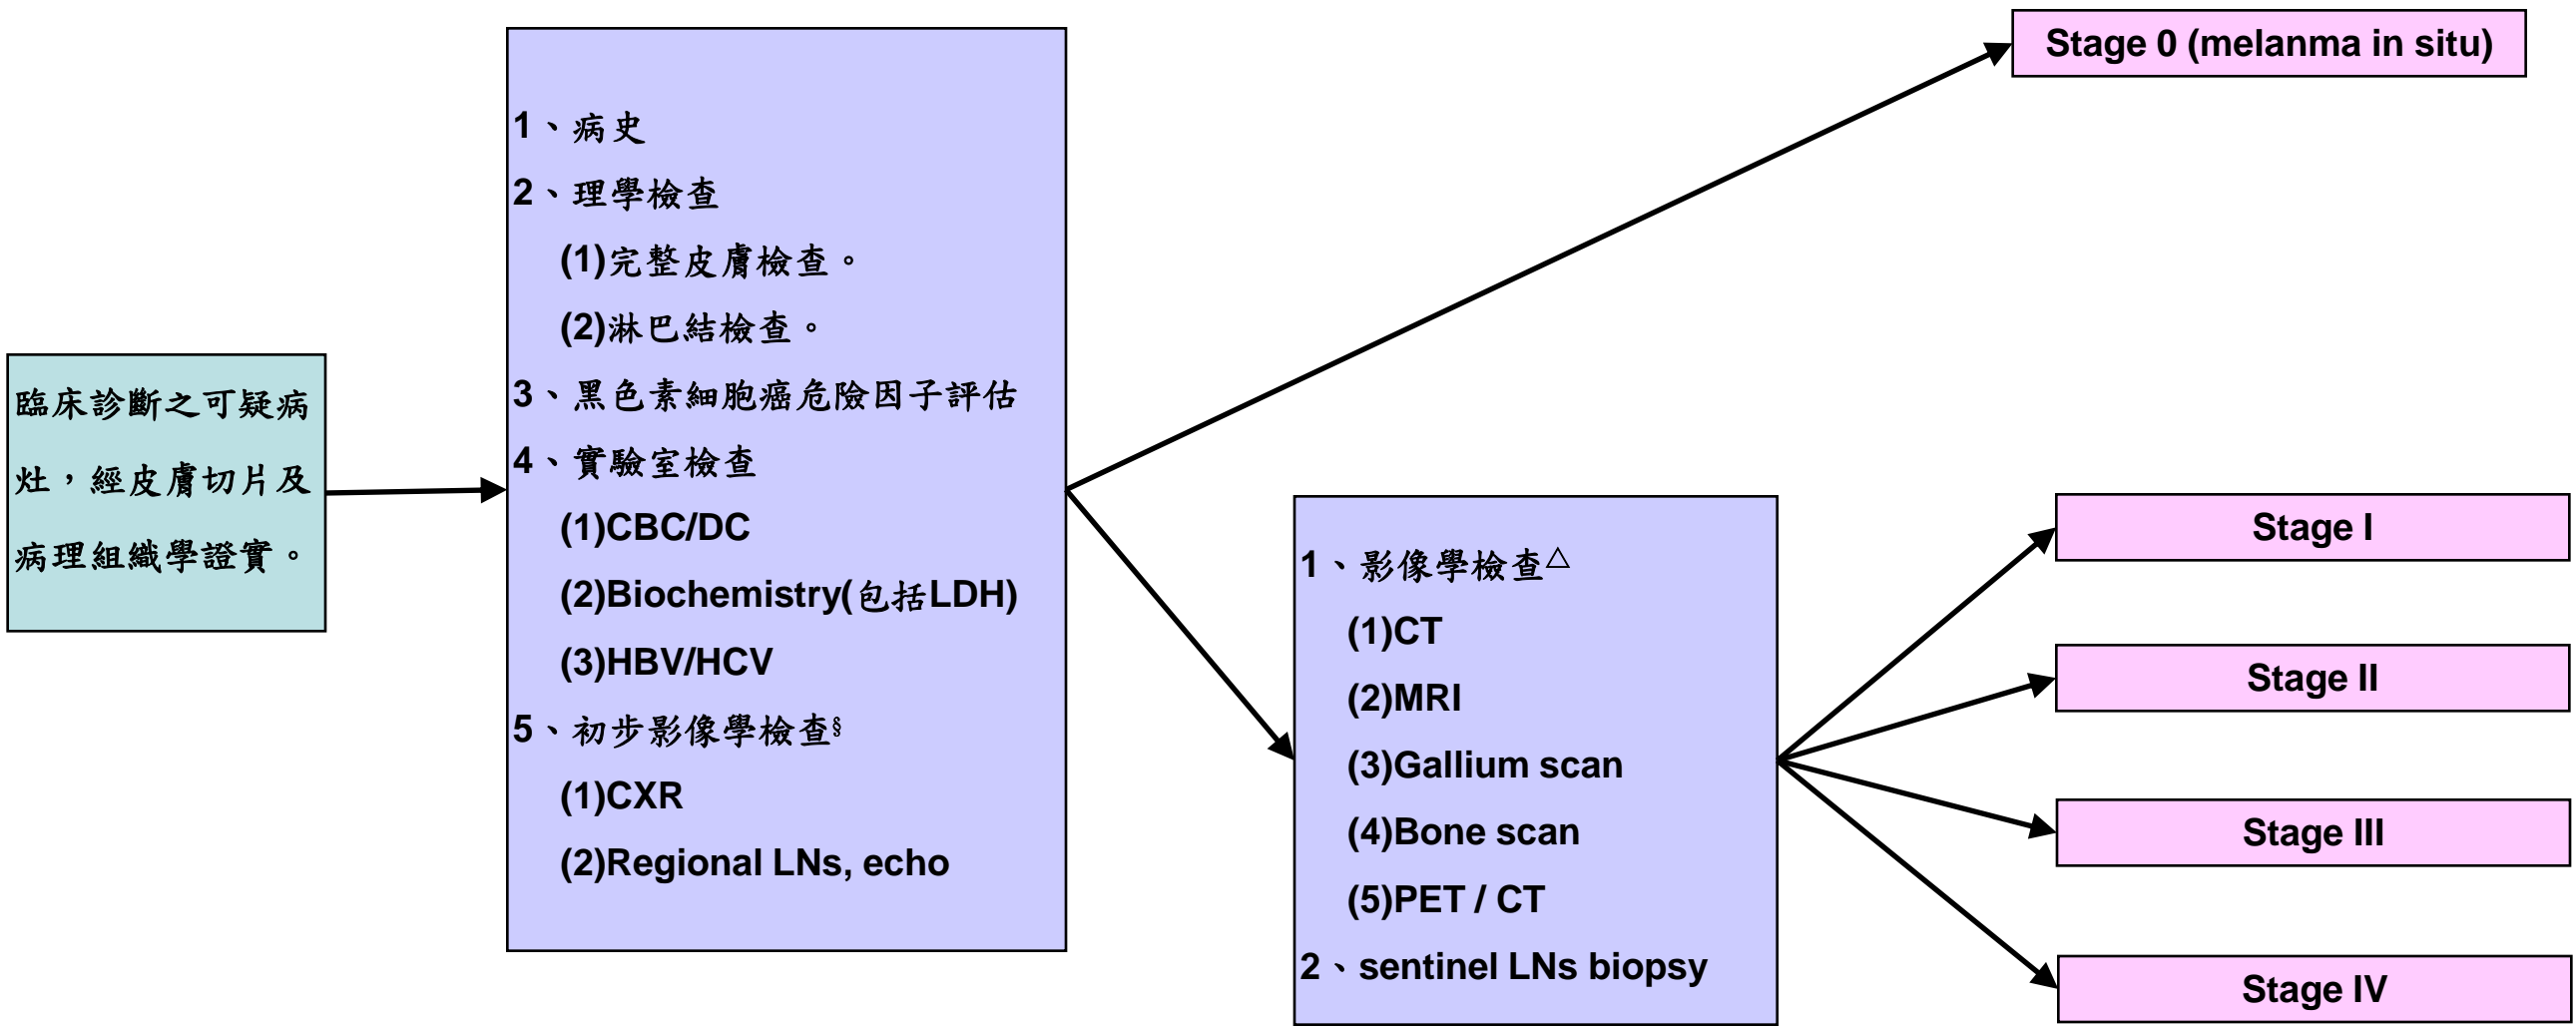 臨床診斷之可疑病
灶，經皮膚切片及
病理組織學證實。
1、病史
2、理學檢查
(1)完整皮膚檢查。
(2)淋巴結檢查。
3、黑色素細胞癌危險因子評估
4、實驗室檢查
(1)CBC/DC
(2)Biochemistry(包括LDH)
(3)HBV/HCV
5、初步影像學檢查§
(1)CXR
(2)Regional LNs, echo
Stage 0 (melanma in situ)
1、影像學檢查△
(1)CT
(2)MRI
(3)Gallium scan
(4)Bone scan
(5)PET / CT
2、sentinel LNs biopsy
Stage I
Stage II
Stage III
Stage IV